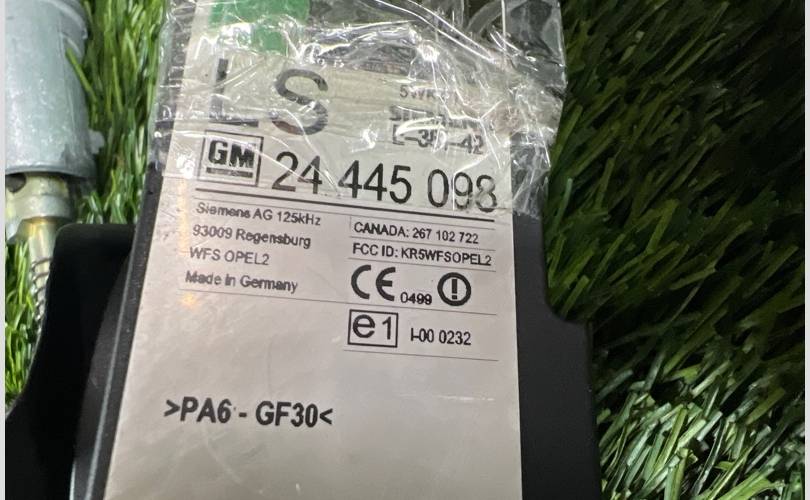 LS
GM 24 445 098
Siemens AG 125kHz
93009 Regensburg
WFS OPEL2
Made in Germany
CANADA: 267 102 722
FCC ID: KR5WFSOPEL2
CE 0499
e1 I-00 0232
>PA6 - GF30<